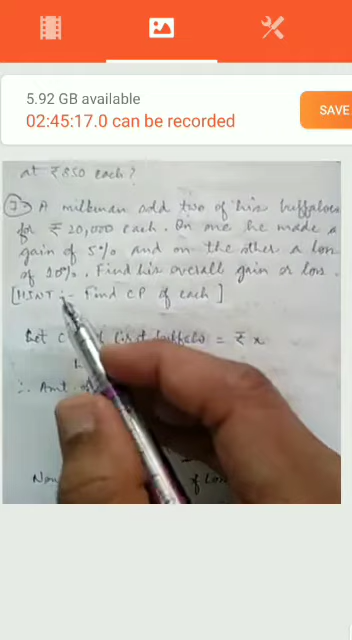 5.92 GB available
02:45:17.0 can be recorded
SAVE
at ₹850 each?
7 A milkman sold two of his buffaloes
for ₹ 20,000 each. On one he made a
gain of 5% and on the other a loss
of 10%. Find his overall gain or loss.
[HINT :- Find CP of each]
Let C first buffalo = ₹ x
∴ Amt. of
Now of Loss